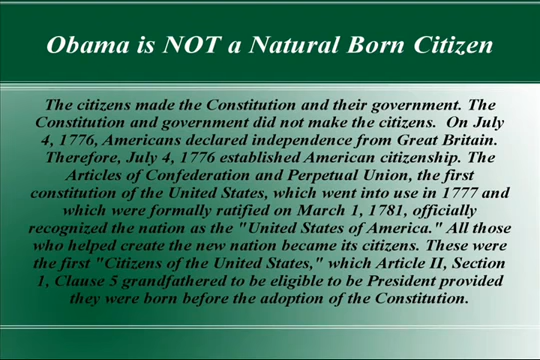 Obama is NOT a Natural Born Citizen
The citizens made the Constitution and their government. The
Constitution and government did not make the citizens. On July
4, 1776, Americans declared independence from Great Britain.
Therefore, July 4, 1776 established American citizenship. The
Articles of Confederation and Perpetual Union, the first
constitution of the United States, which went into use in 1777 and
which were formally ratified on March 1, 1781, officially
recognized the nation as the "United States of America." All those
who helped create the new nation became its citizens. These were
the first "Citizens of the United States," which Article II, Section
1, Clause 5 grandfathered to be eligible to be President provided
they were born before the adoption of the Constitution.